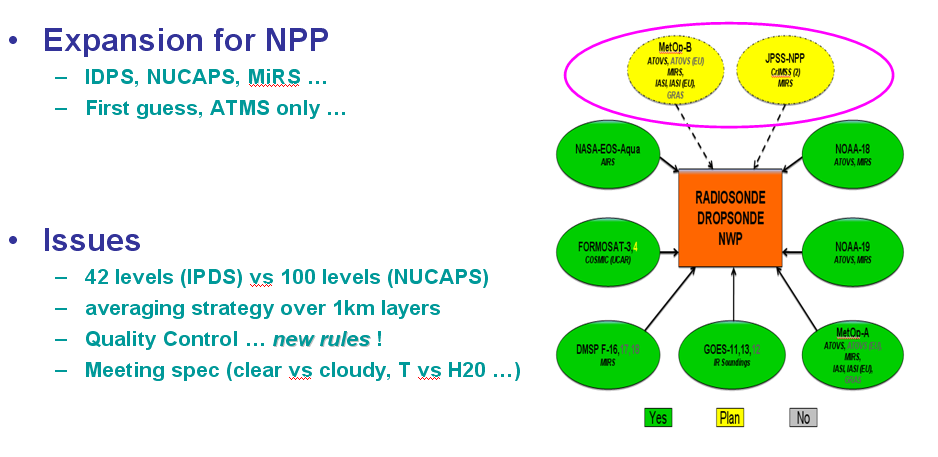 • Expansion for NPP
– IDPS, NUCAPS, MiRS …
– First guess, ATMS only …
• Issues
– 42 levels (IPDS) vs 100 levels (NUCAPS)
– averaging strategy over 1km layers
– Quality Control … new rules !
– Meeting spec (clear vs cloudy, T vs H20 …)
MetOp-B
ATOVS, ATOVS (EU)
MIRS,
IASI, IASI (EU),
GRAS
JPSS-NPP
CrIMSS (2)
MIRS
NASA-EOS-Aqua
AIRS
NOAA-18
ATOVS, MIRS
RADIOSONDE
DROPSONDE
NWP
FORMOSAT-3,4
COSMIC (UCAR)
NOAA-19
ATOVS, MIRS
DMSP F-16,17,18
MIRS
GOES-11,13,12
IR Soundings
MetOp-A
ATOVS, ATOVS (EU),
MIRS,
IASI, IASI (EU),
GRAS
Yes
Plan
No